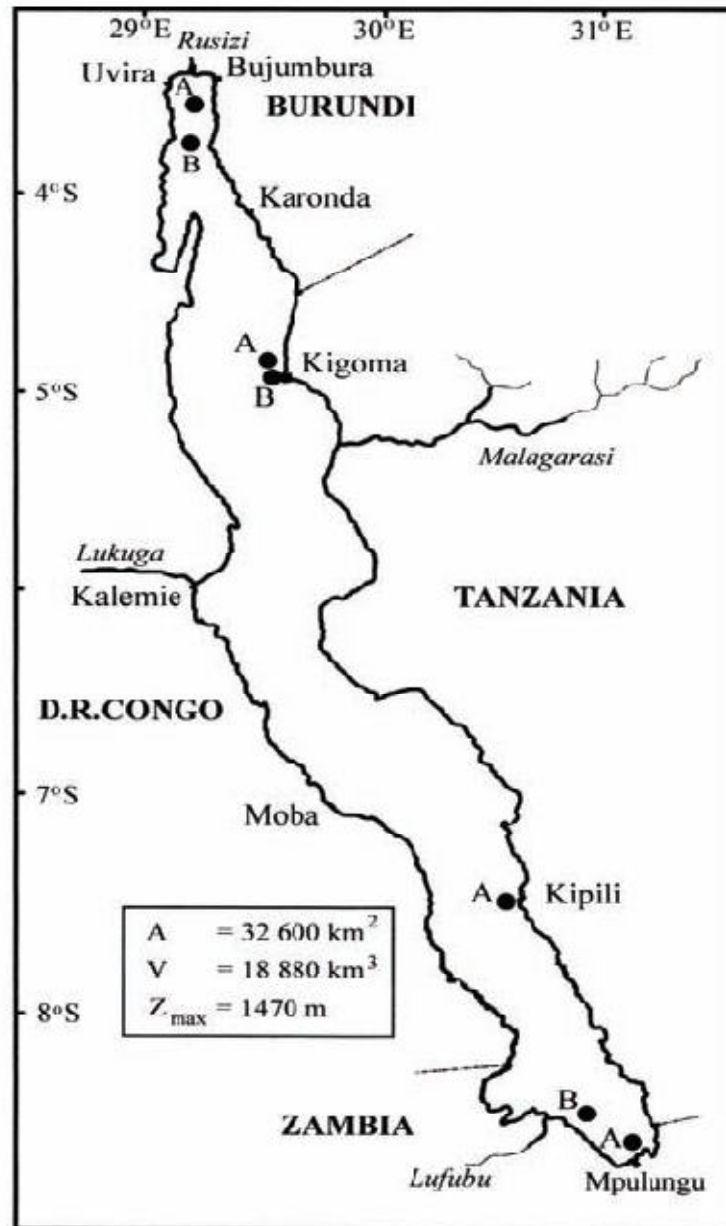 29°E 30°E 31°E
Rusizi
Uvira Bujumbura
A
BURUNDI
B
4°S
Karonda
A
Kigoma
5°S
B
Malagarasi
Lukuga
Kalemie
TANZANIA
D.R.CONGO
7°S
Moba
A Kipili
A = 32 600 km²
V = 18 880 km³
Zmax = 1470 m
8°S
B
ZAMBIA
A
Lufubu
Mpulungu